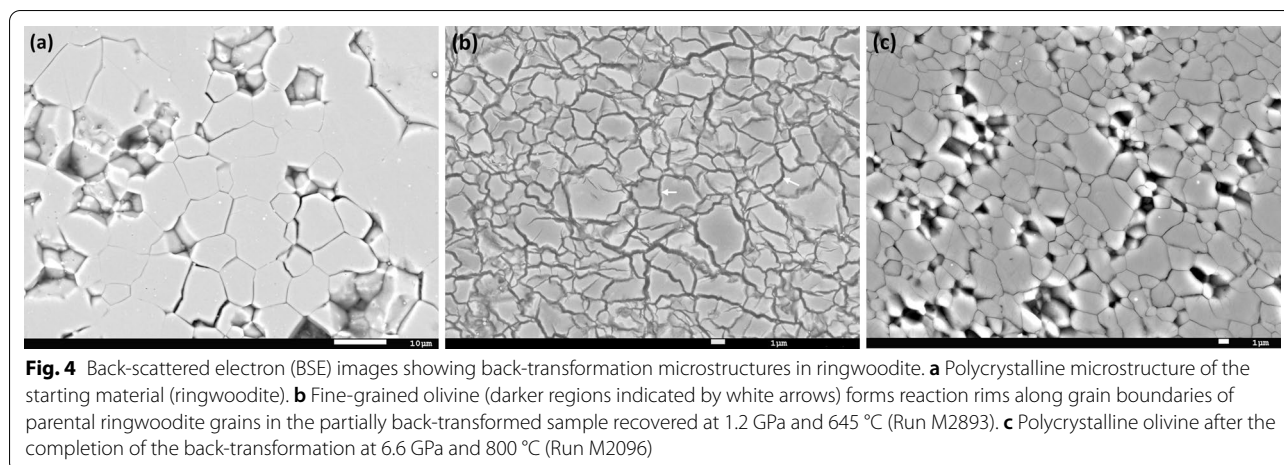 (a)
(b)
(c)
10µm
1µm
1µm
Fig. 4 Back-scattered electron (BSE) images showing back-transformation microstructures in ringwoodite. a Polycrystalline microstructure of the
starting material (ringwoodite). b Fine-grained olivine (darker regions indicated by white arrows) forms reaction rims along grain boundaries of
parental ringwoodite grains in the partially back-transformed sample recovered at 1.2 GPa and 645 °C (Run M2893). c Polycrystalline olivine after the
completion of the back-transformation at 6.6 GPa and 800 °C (Run M2096)